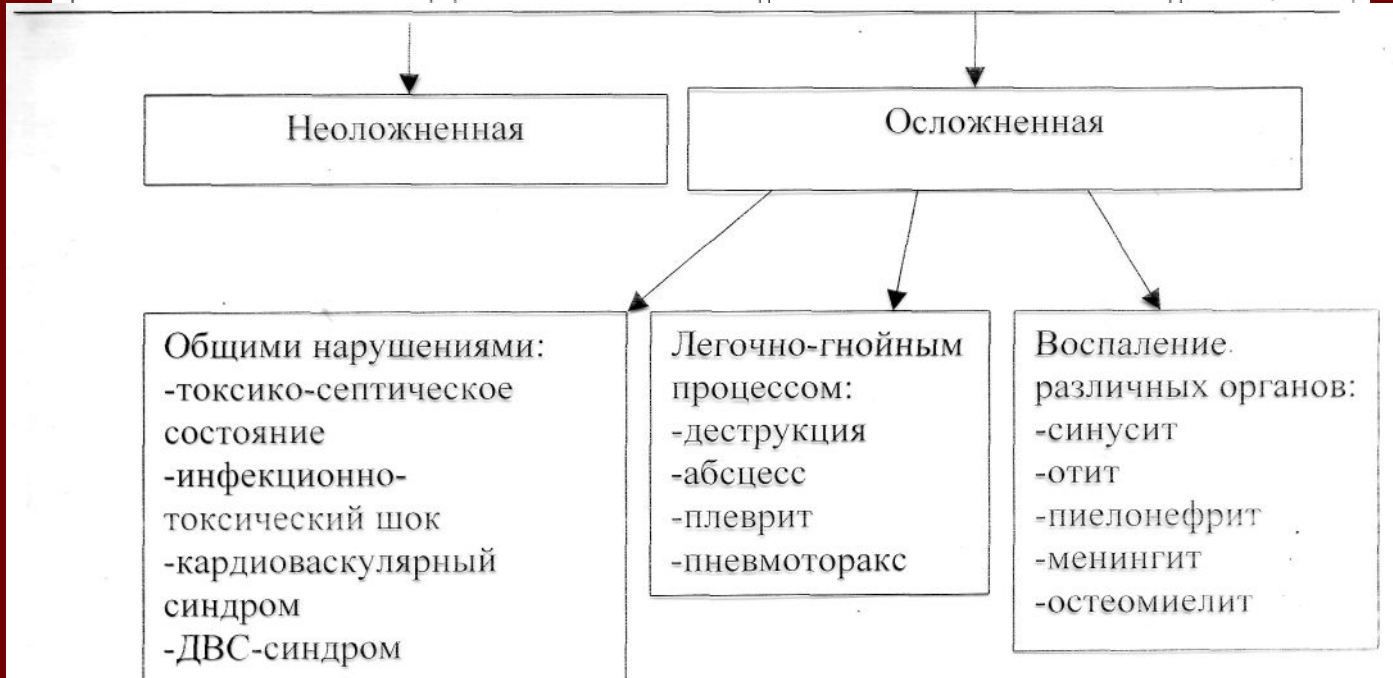 Неоложненная
Осложненная
Общими нарушениями:
-токсико-септическое
состояние
-инфекционно-
токсический шок
-кардиоваскулярный
синдром
-ДВС-синдром
Легочно-гнойным
процессом:
-деструкция
-абсцесс
-плеврит
-пневмоторакс
Воспаление
различных органов:
-синусит
-отит
-пиелонефрит
-менингит
-остеомиелит